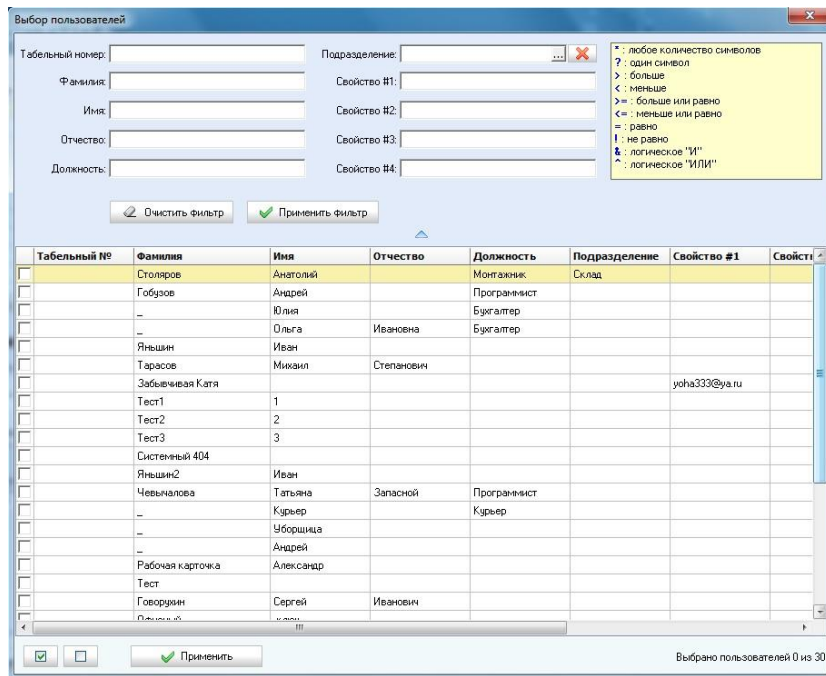 Выбор пользователей
Табельный номер:
Фамилия:
Имя:
Отчество:
Должность:
Подразделение: ...
Свойство #1:
Свойство #2:
Свойство #3:
Свойство #4:
* : любое количество символов
? : один символ
> : больше
< : меньше
>= : больше или равно
<= : меньше или равно
= : равно
! : не равно
& : логическое "И"
^ : логическое "ИЛИ"
Очистить фильтр Применить фильтр
Табельный № Фамилия Имя Отчество Должность Подразделение Свойство #1 Свойств
Столяров Анатолий Монтажник Склад
Гобузов Андрей Программист
_ Юлия Бухгалтер
_ Ольга Ивановна Бухгалтер
Яньшин Иван
Тарасов Михаил Степанович
Забывчивая Катя yoha333@ya.ru
Тест1 1
Тест2 2
Тест3 3
Системный 404
Яньшин2 Иван
Чевычалова Татьяна Запасной Программист
_ Курьер Курьер
_ Уборщица
_ Андрей
Рабочая карточка Александр
Тест
Говорухин Сергей Иванович
Применить Выбрано пользователей 0 из 30